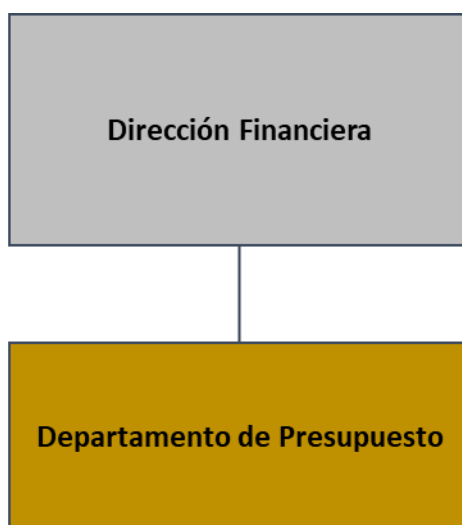 Dirección Financiera
Departamento de Presupuesto